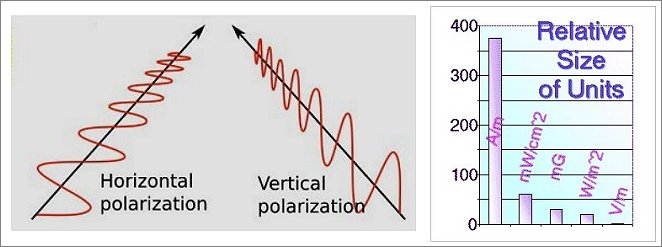 Horizontal
polarization
Vertical
polarization
Relative
Size
of Units
400
300
200
100
0
A/m
mW/cm^2
mG
W/m^2
V/m